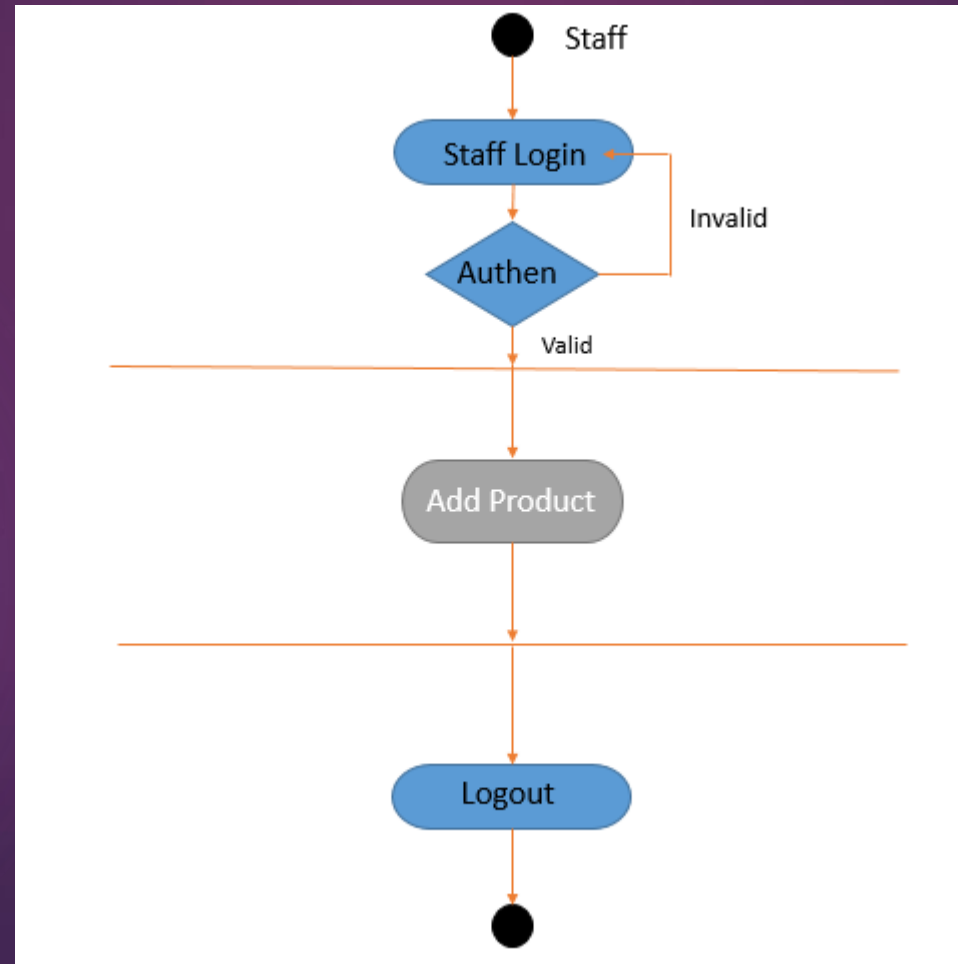 Staff
Staff Login
Invalid
Authen
Valid
Add Product
Logout